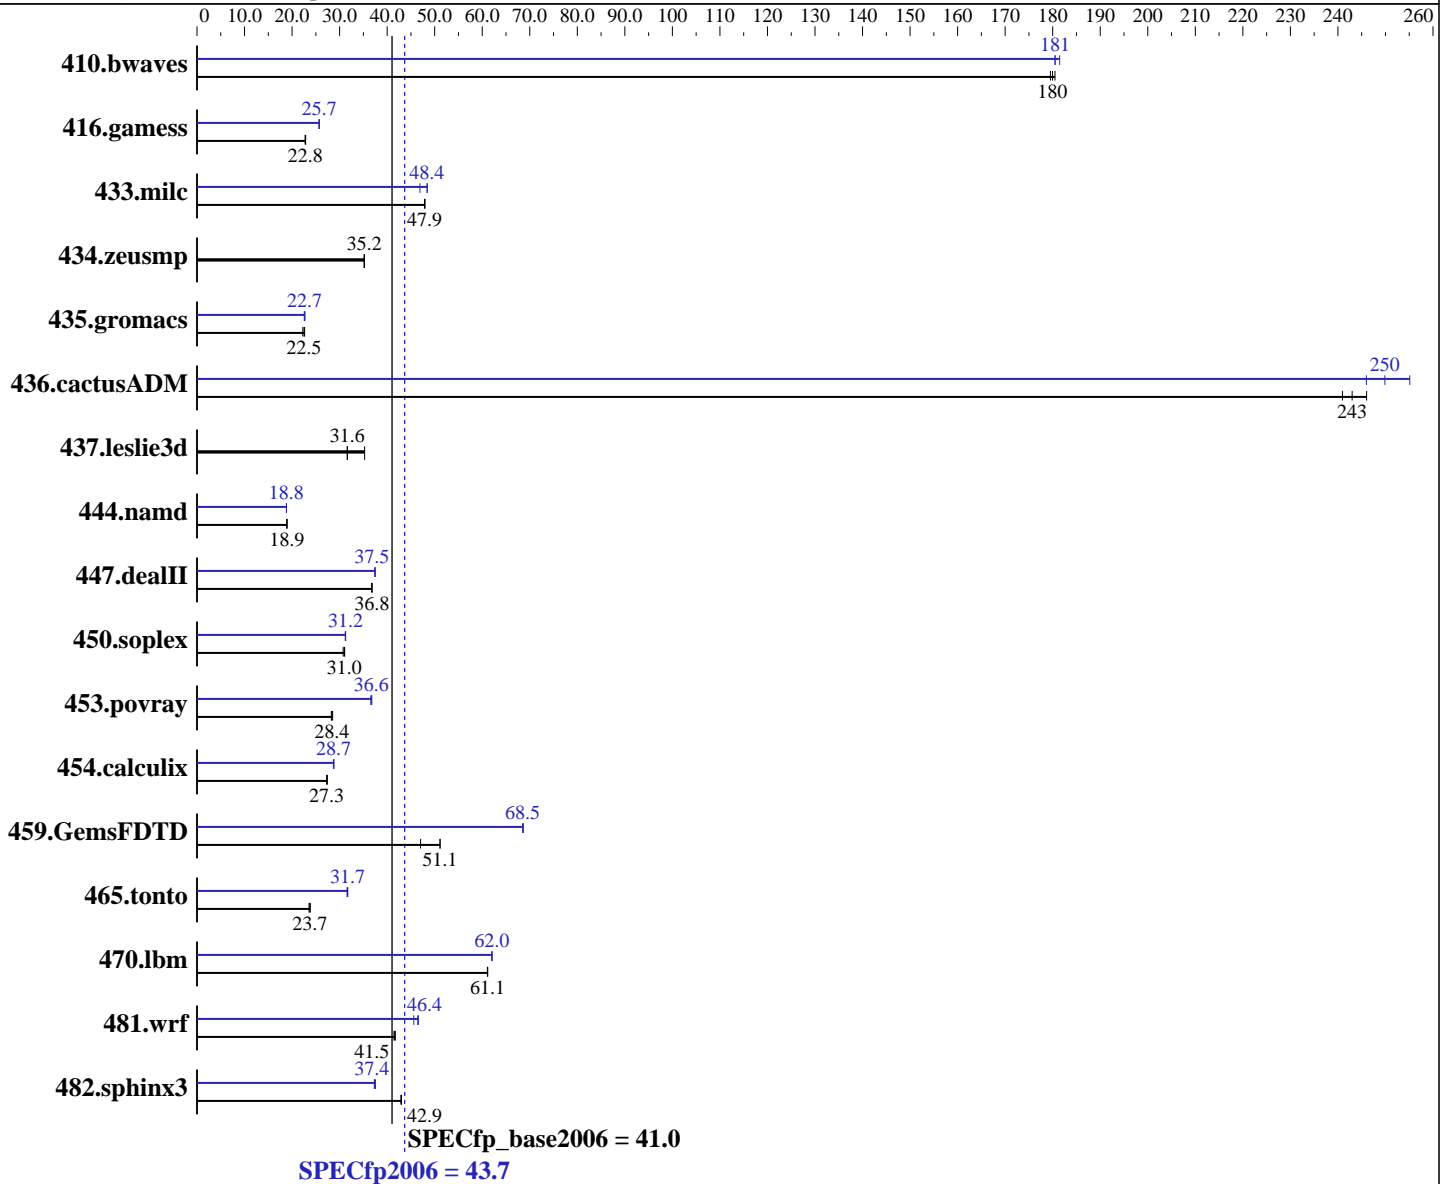 0 10.0 20.0 30.0 40.0 50.0 60.0 70.0 80.0 90.0 100 110 120 130 140 150 160 170 180 190 200 210 220 230 240 260
181
410.bwaves
180
25.7
416.gamess
22.8
48.4
433.milc
47.9
35.2
434.zeusmp
22.7
435.gromacs
22.5
250
436.cactusADM
243
31.6
437.leslie3d
18.8
444.namd
18.9
37.5
447.dealII
36.8
31.2
450.soplex
31.0
36.6
453.povray
28.4
28.7
454.calculix
27.3
68.5
459.GemsFDTD
51.1
31.7
465.tonto
23.7
62.0
470.lbm
61.1
46.4
481.wrf
41.5
37.4
482.sphinx3
42.9
SPECfp_base2006 = 41.0
SPECfp2006 = 43.7